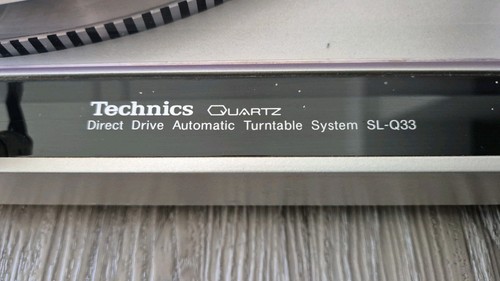 Technics QUARTZ
Direct Drive Automatic Turntable System SL-Q33